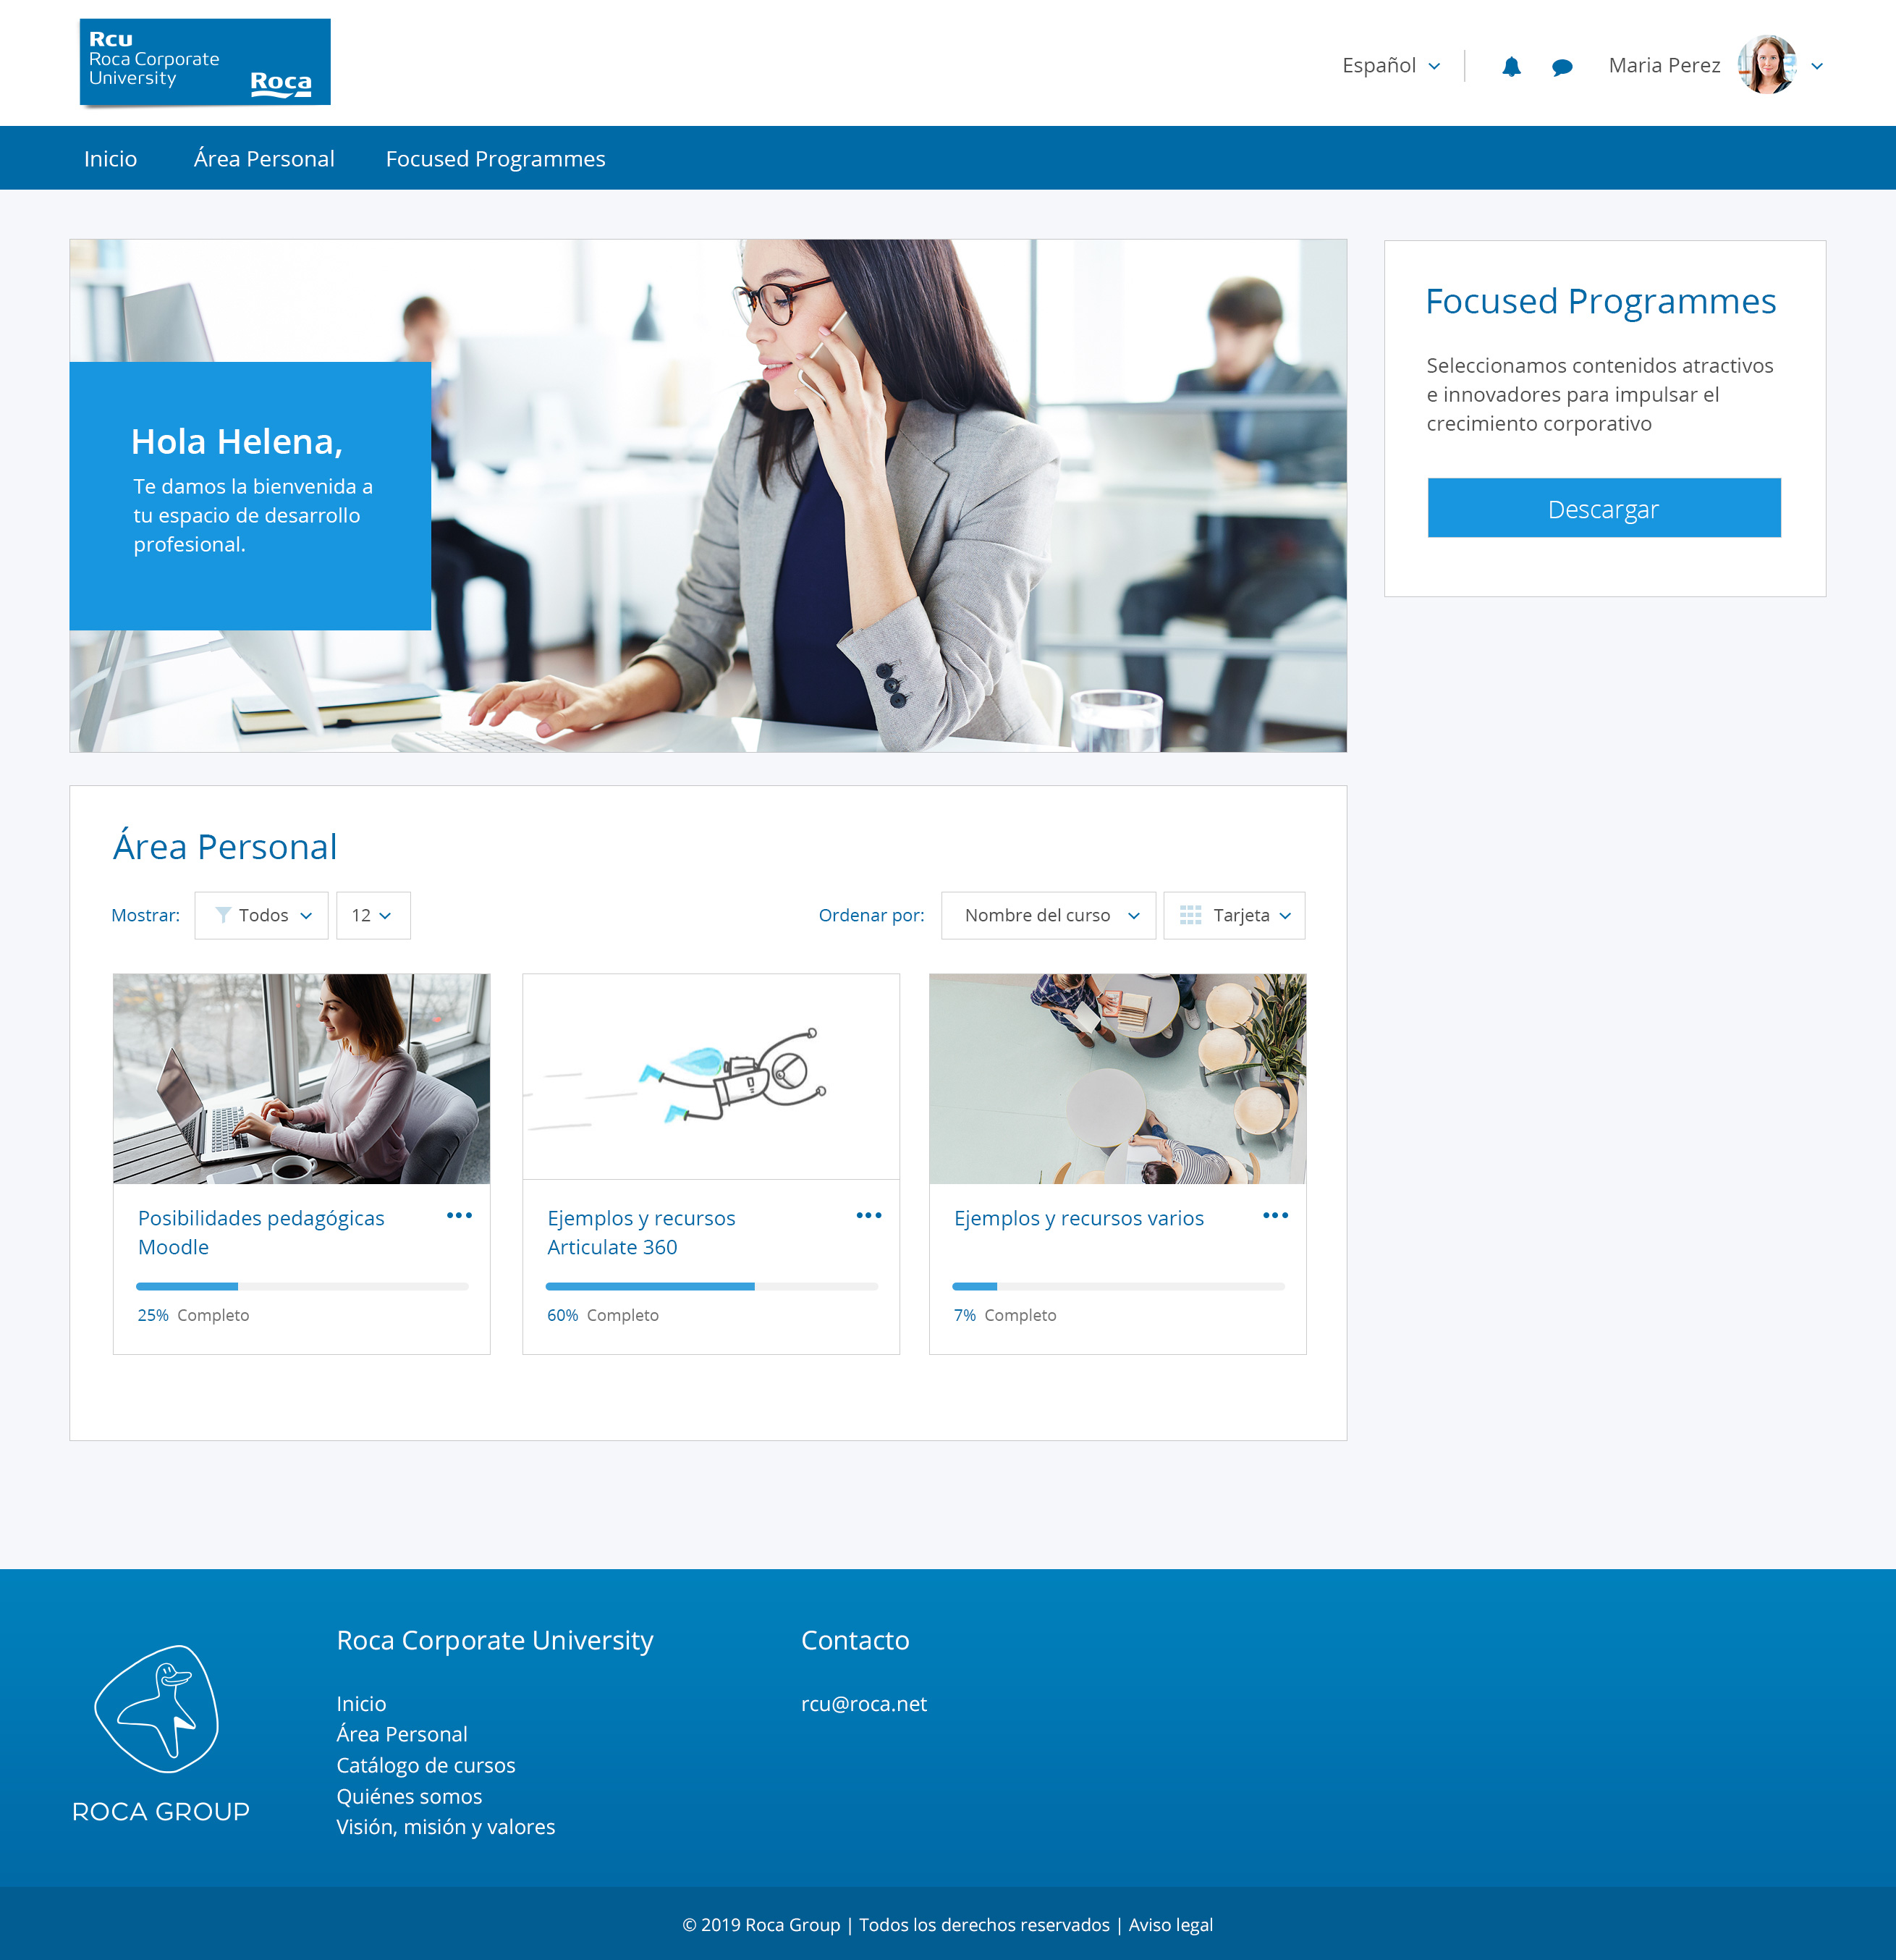 Rcu
Roca Corporate
University
Roca
Español
Maria Perez
Inicio
Área Personal
Focused Programmes
Hola Helena,
Te damos la bienvenida a
tu espacio de desarrollo
profesional.
Focused Programmes
Seleccionamos contenidos atractivos
e innovadores para impulsar el
crecimiento corporativo
Descargar
Área Personal
Mostrar:
Todos
12
Ordenar por:
Nombre del curso
Tarjeta
Posibilidades pedagógicas
Moodle
25% Completo
Ejemplos y recursos
Articulate 360
60% Completo
Ejemplos y recursos varios
7% Completo
ROCA GROUP
Roca Corporate University
Inicio
Área Personal
Catálogo de cursos
Quiénes somos
Visión, misión y valores
Contacto
rcu@roca.net
© 2019 Roca Group | Todos los derechos reservados | Aviso legal